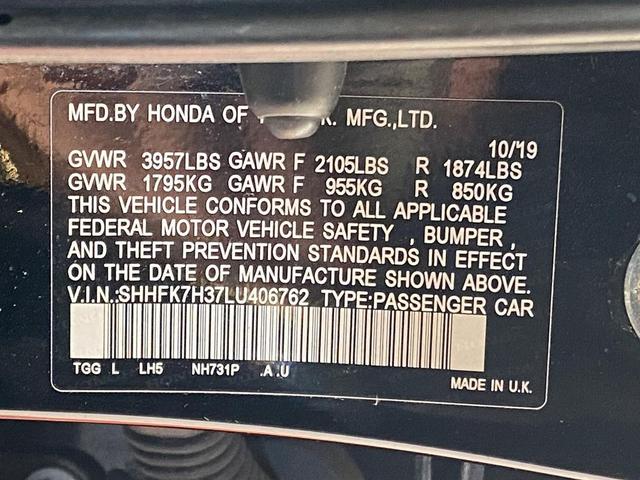 MFD.BY HONDA OF K. MFG.,LTD.
10/19
GVWR 3957LBS GAWR F 2105LBS R 1874LBS
GVWR 1795KG GAWR F 955KG R 850KG
THIS VEHICLE CONFORMS TO ALL APPLICABLE
FEDERAL MOTOR VEHICLE SAFETY , BUMPER ,
AND THEFT PREVENTION STANDARDS IN EFFECT
ON THE DATE OF MANUFACTURE SHOWN ABOVE.
V.I.N.:SHHFK7H37LU406762 TYPE:PASSENGER CAR
TGG L LH5 NH731P .A .U
MADE IN U.K.